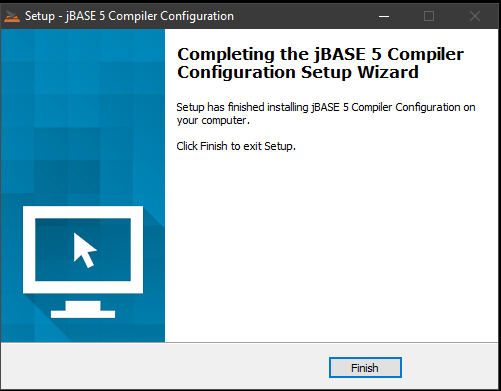 Setup - jBASE 5 Compiler Configuration
Completing the jBASE 5 Compiler
Configuration Setup Wizard
Setup has finished installing jBASE 5 Compiler Configuration on
your computer.
Click Finish to exit Setup.
Finish